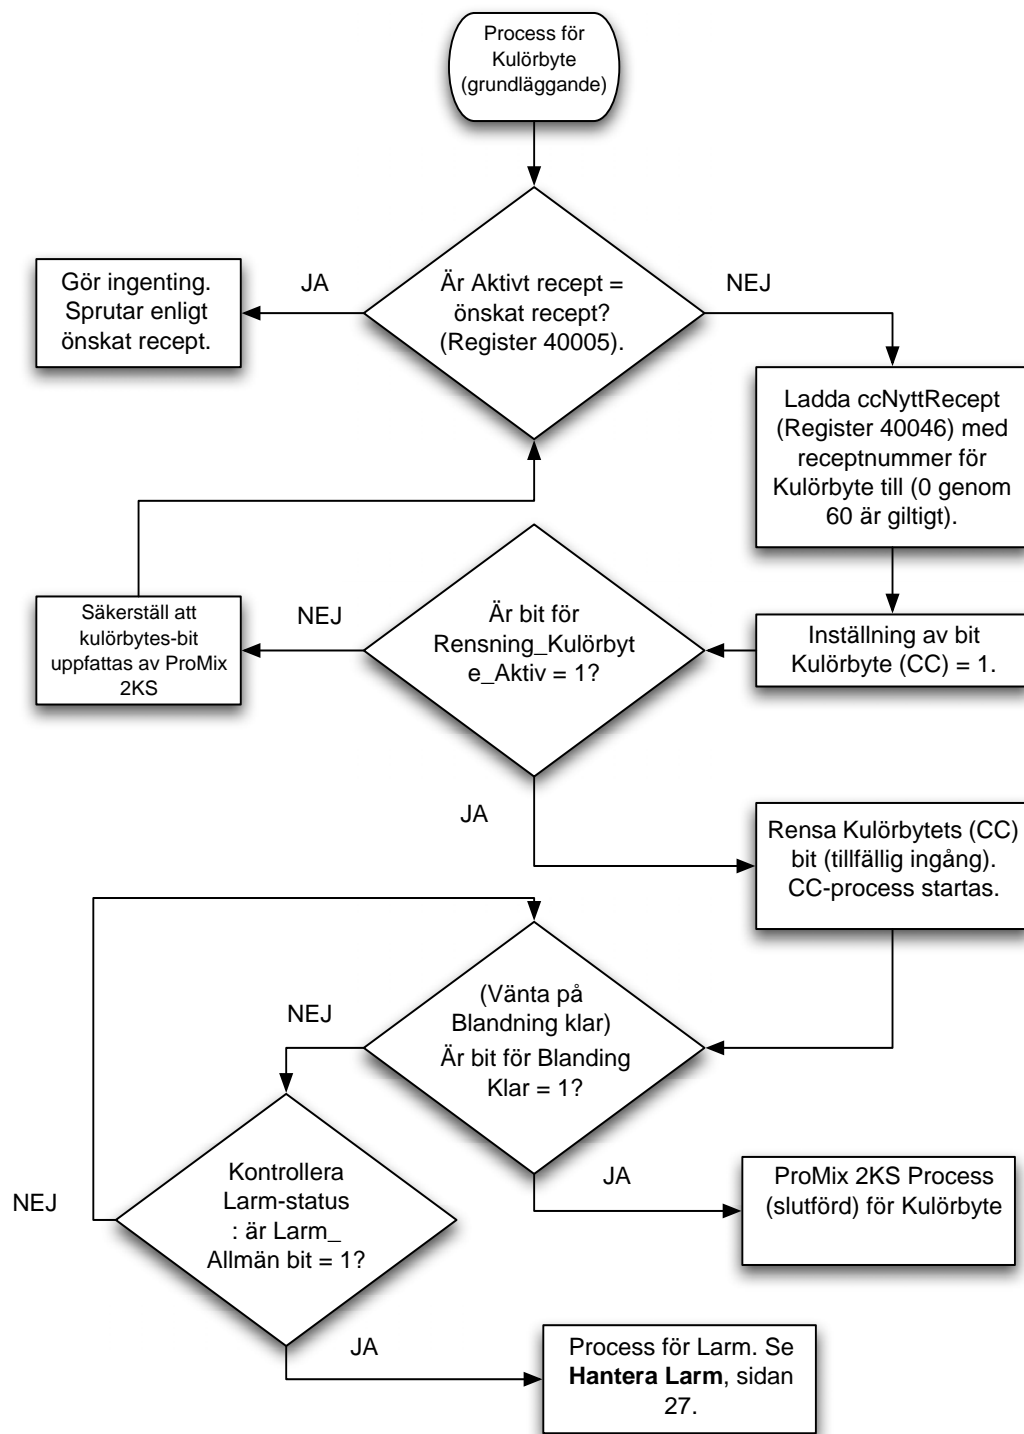 Process för
Kulörbyte
(grundläggande)
Är Aktivt recept =
önskat recept?
(Register 40005).
JA
NEJ
Gör ingenting.
Sprutar enligt
önskat recept.
Ladda ccNyttRecept
(Register 40046) med
receptnummer för
Kulörbyte till (0 genom
60 är giltigt).
Inställning av bit
Kulörbyte (CC) = 1.
Är bit för
Rensning_Kulörbyt
e_Aktiv = 1?
NEJ
Säkerställ att
kulörbytes-bit
uppfattas av ProMix
2KS
JA
Rensa Kulörbytets (CC)
bit (tillfällig ingång).
CC-process startas.
(Vänta på
Blandning klar)
Är bit för Blanding
Klar = 1?
NEJ
JA
ProMix 2KS Process
(slutförd) för Kulörbyte
Kontrollera
Larm-status
: är Larm_
Allmän bit = 1?
NEJ
JA
Process för Larm. Se
Hantera Larm, sidan
27.